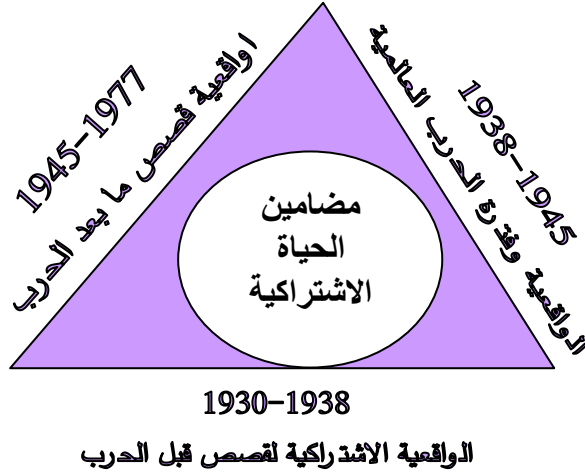 1938-1945
الواقعية وفترة الحرب العالمية
1945-1977
اواقعية قصص ما بعد الحرب
مضامين
الحياة
الاشتراكية
1930-1938
الواقعية الاشتراكية لقصص قبل الحرب